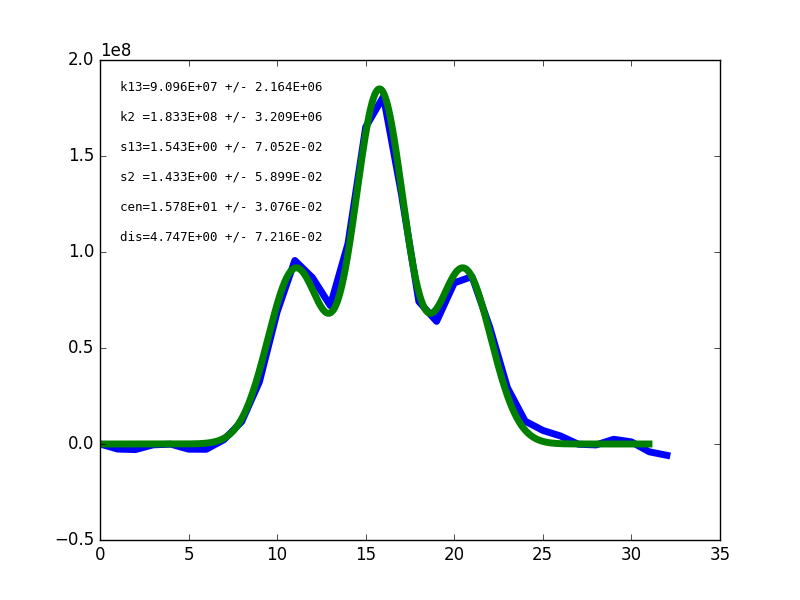 1e8
2.0
k13=9.096E+07 +/- 2.164E+06
k2 =1.833E+08 +/- 3.209E+06
s13=1.543E+00 +/- 7.052E-02
1.5
s2 =1.433E+00 +/- 5.899E-02
cen=1.578E+01 +/- 3.076E-02
dis=4.747E+00 +/- 7.216E-02
1.0
0.5
0.0
−0.5
0 5 10 15 20 25 30 35